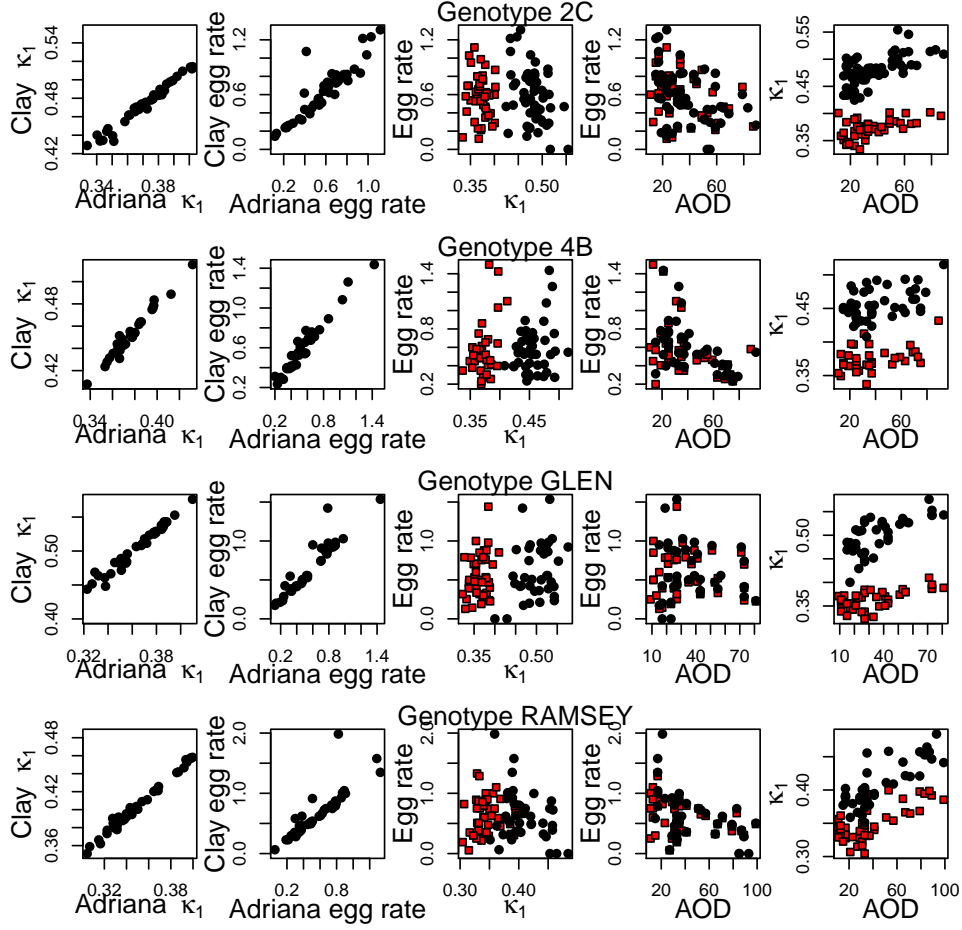 Genotype 2C
Clay κ1
0.42 0.48 0.54
0.34 0.38
Adriana κ1
Clay egg rate
0.0 0.6 1.2
0.2 0.6 1.0
Adriana egg rate
Egg rate
0.0 0.6 1.2
0.35 0.50
κ1
0.0 0.6 1.2
20 60
AOD
κ1
0.35 0.45 0.55
20 60
AOD
Genotype 4B
Clay κ1
0.42 0.48
0.34 0.40
Adriana κ1
Clay egg rate
0.2 0.6 1.0 1.4
0.2 0.8 1.4
Adriana egg rate
Egg rate
0.2 0.8 1.4
0.35 0.45
κ1
Egg rate
0.2 0.8 1.4
20 60
AOD
κ1
0.35 0.45
20 60
AOD
Genotype GLEN
Clay κ1
0.40 0.50
0.32 0.38
Adriana κ1
Clay egg rate
0.0 1.0
0.2 0.8 1.4
Adriana egg rate
Egg rate
0.0 1.0
0.35 0.50
κ1
Egg rate
0.0 1.0
10 40 70
AOD
κ1
0.35 0.50
10 40 70
AOD
Genotype RAMSEY
Clay κ1
0.36 0.42 0.48
0.32 0.38
Adriana κ1
Clay egg rate
0.0 1.0 2.0
0.2 0.8
Adriana egg rate
Egg rate
0.0 1.0 2.0
0.30 0.40
κ1
Egg rate
0.0 1.0 2.0
20 60 100
AOD
κ1
0.30 0.40
20 60 100
AOD